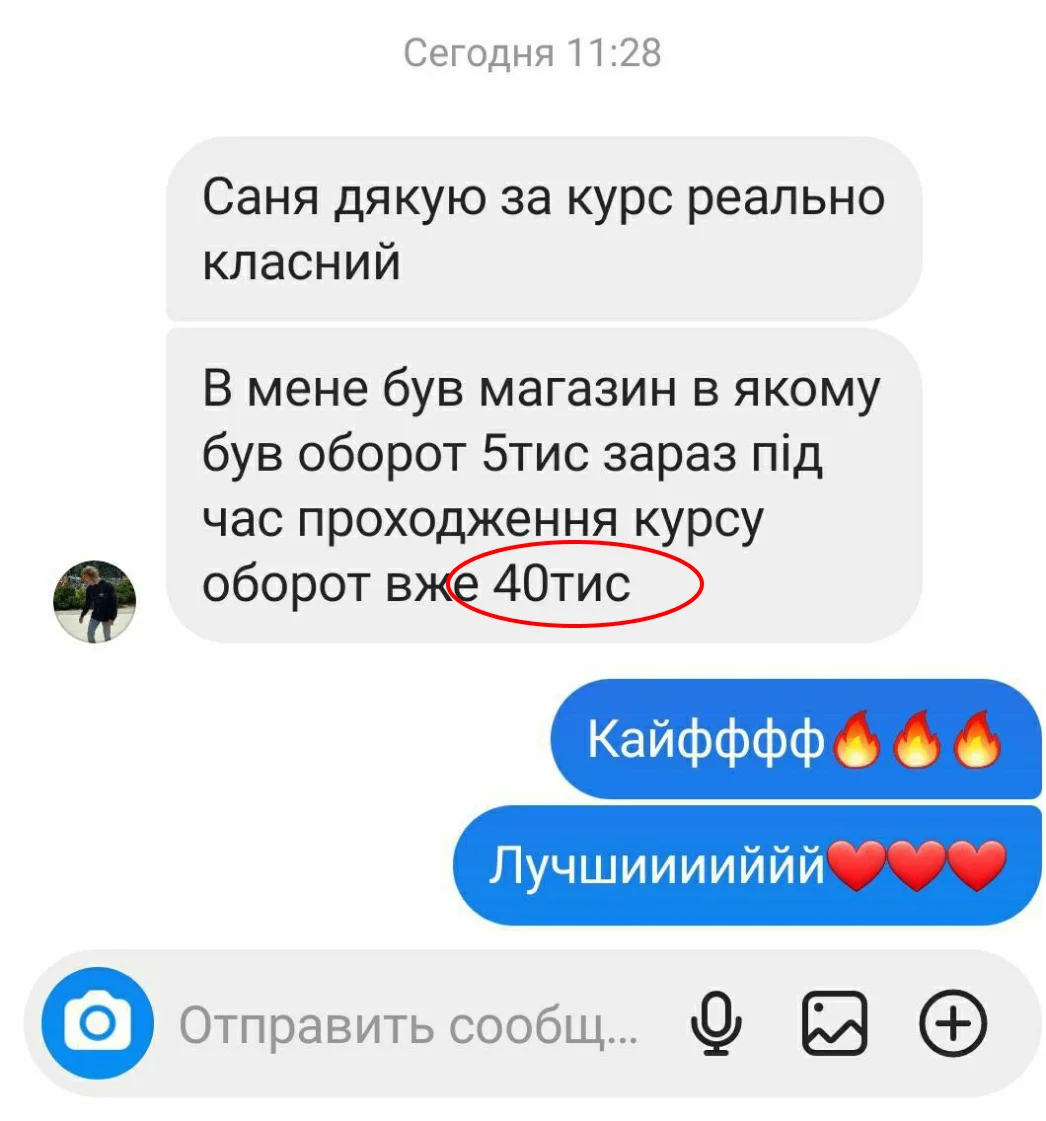 Сегодня 11:28
Саня дякую за курс реально
класний
В мене був магазин в якому
був оборот 5тис зараз під
час проходження курсу
оборот вже 40тис
Кайфффф🔥🔥🔥
Лучшииииййй❤️❤️❤️
Отправить сообщ...